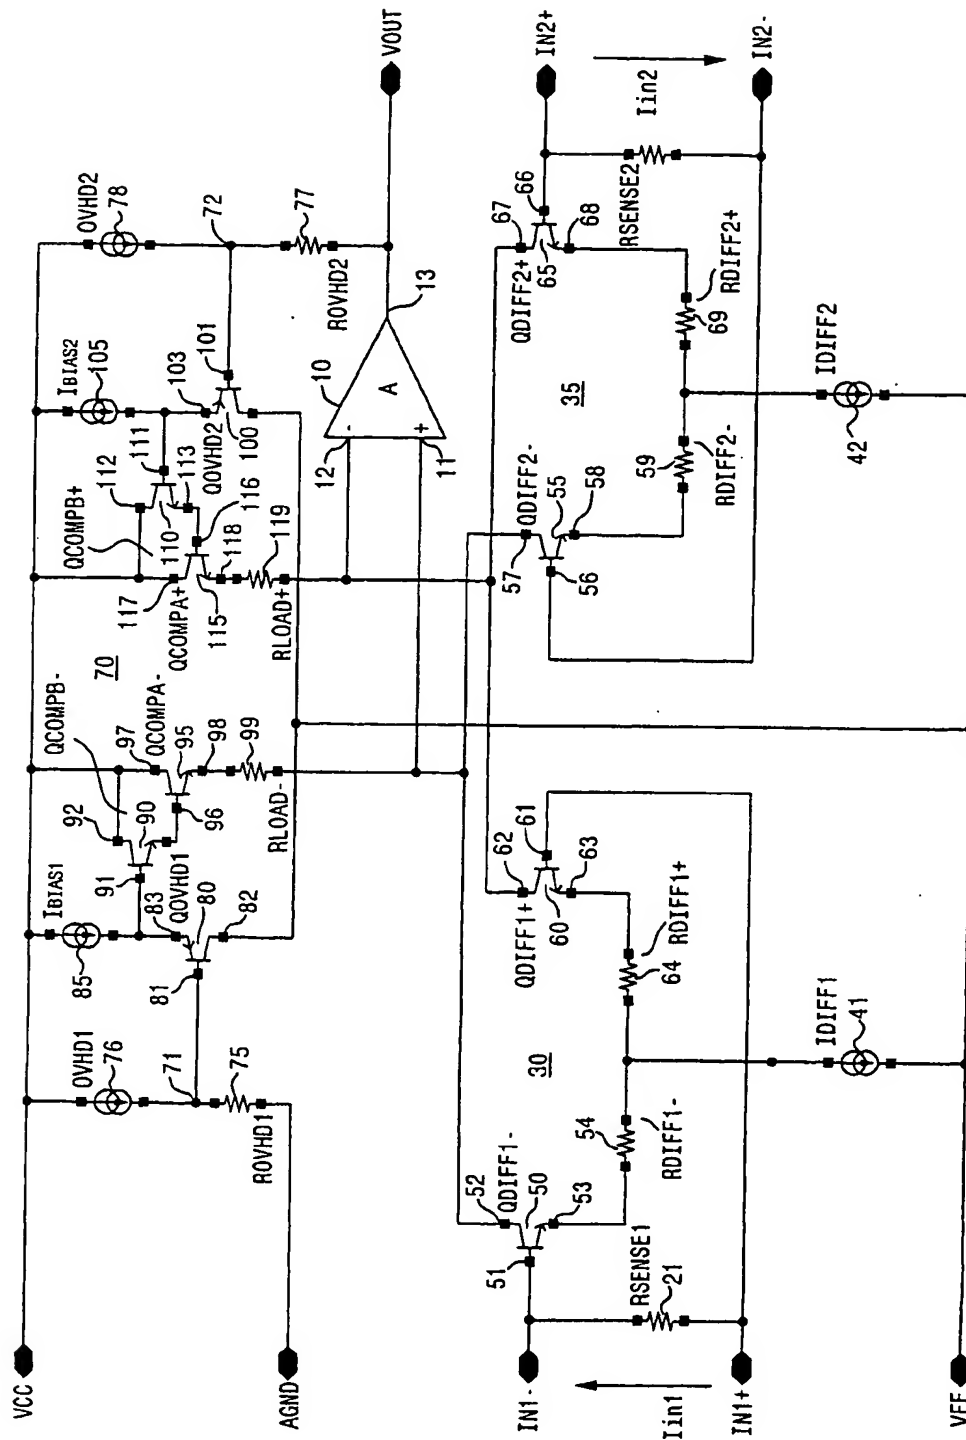 VCC
AGND
IN1-
IN1+
Iin1
VEE
OVHD1
76
71
75
ROVHD1
IBIAS1
85
83
QOVHD1
80
81
82
91
92
90
QCOMPB-
97
QCOMPA-
95
96
98
99
RLOAD-
70
QCOMPB+
112
111
110
113
117
QCOMPA+
115
116
118
119
RLOAD+
IBIAS2
105
103
101
100
QOVHD2
OVHD2
78
72
77
ROVHD2
VOUT
10
A
13
-
12
+
11
52
QDIFF1-
50
51
53
RSENSE1
21
54
RDIFF1-
30
QDIFF1+
62
61
60
63
64
RDIFF1+
IDIFF1
41
QDIFF2-
57
55
56
58
59
RDIFF2-
35
QDIFF2+
67
66
65
68
69
RDIFF2+
RSENSE2
IDIFF2
42
IN2+
Iin2
IN2-